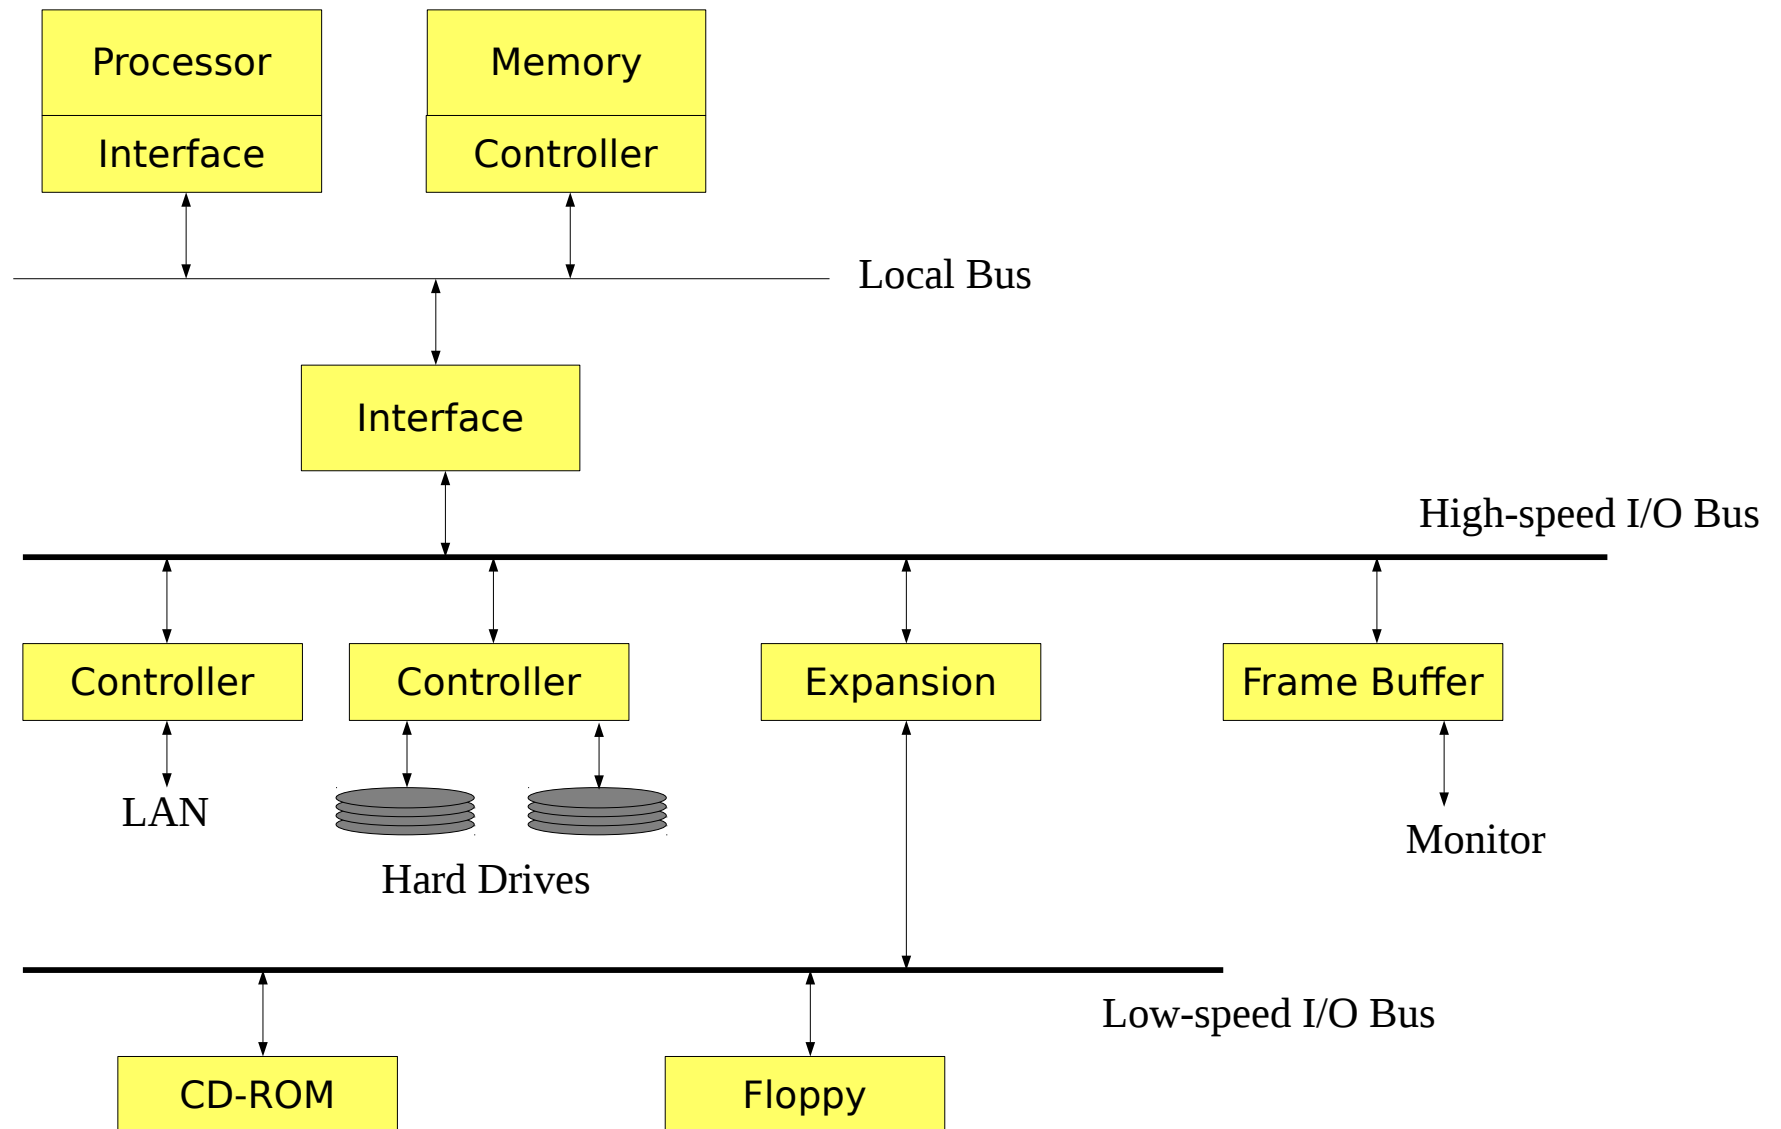 Processor
Memory
Interface
Controller
Local Bus
Interface
High-speed I/O Bus
Controller
Controller
Expansion
Frame Buffer
LAN
Monitor
Hard Drives
Low-speed I/O Bus
CD-ROM
Floppy